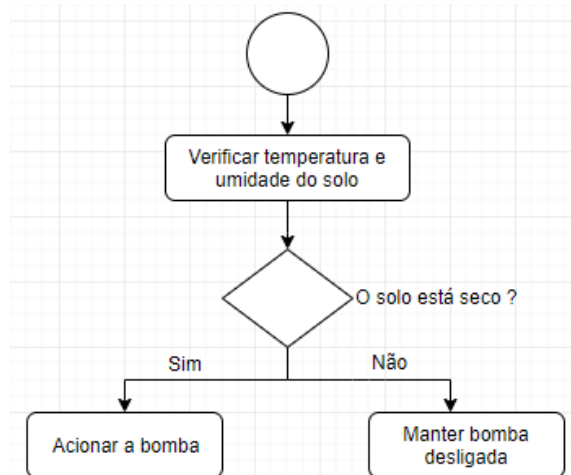 Verificar temperatura e
umidade do solo
O solo está seco ?
Sim
Não
Acionar a bomba
Manter bomba
desligada